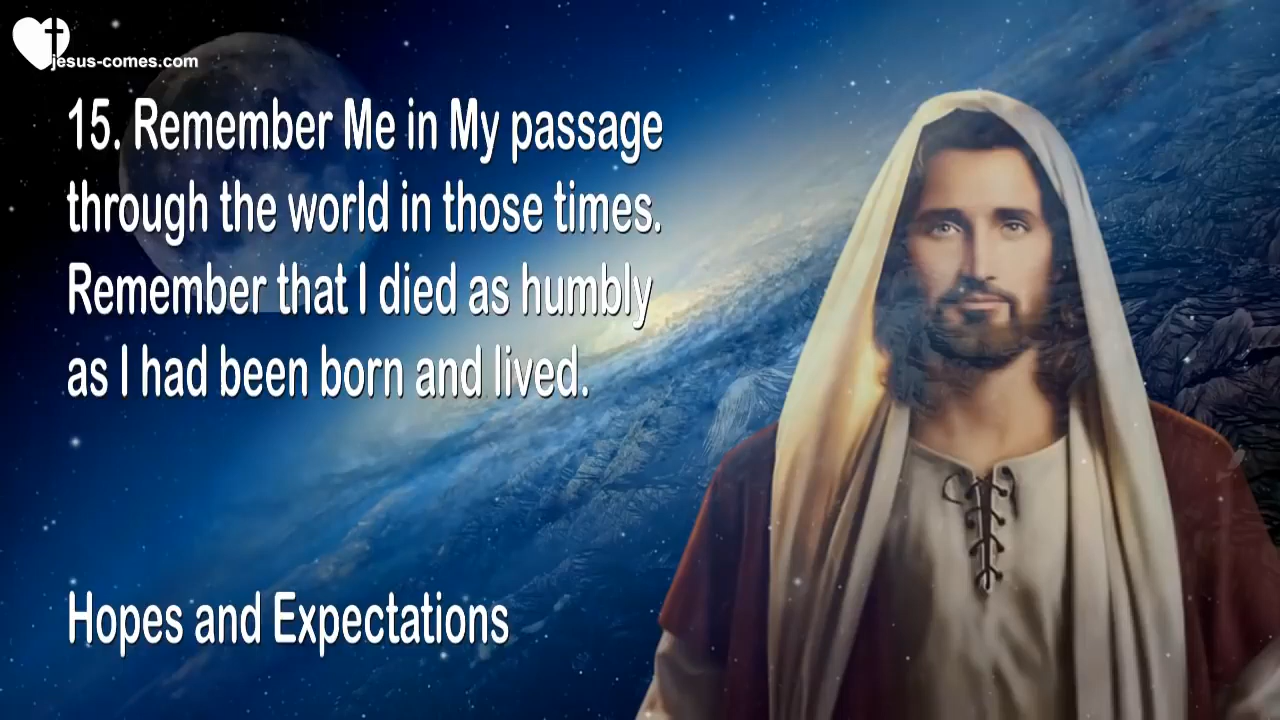 jesus-comes.com
15. Remember Me in My passage
through the world in those times.
Remember that I died as humbly
as I had been born and lived.
Hopes and Expectations